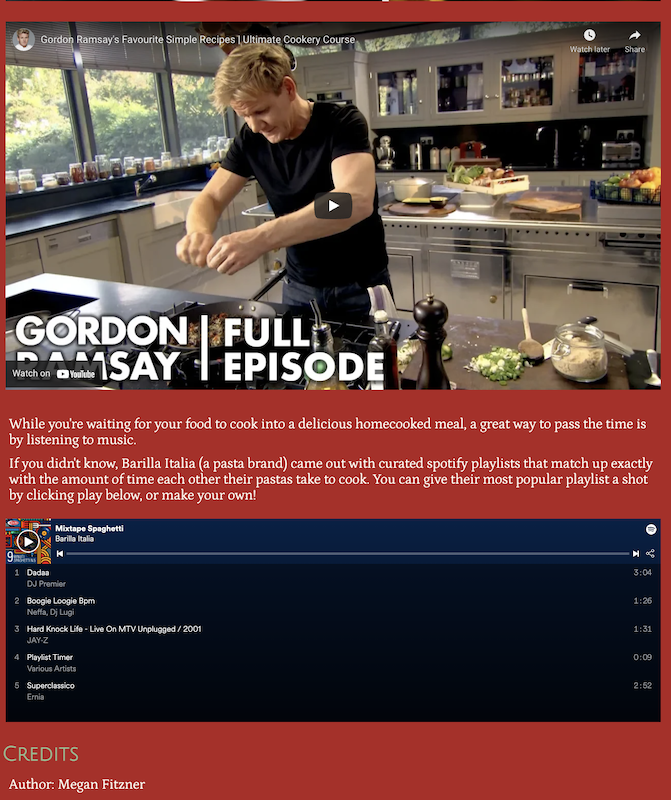 Gordon Ramsay's Favourite Simple Recipes | Ultimate Cookery Course
Watch later
Share
GORDON RAMSAY | FULL EPISODE
Watch on YouTube
While you're waiting for your food to cook into a delicious homecooked meal, a great way to pass the time is
by listening to music.
If you didn't know, Barilla Italia (a pasta brand) came out with curated spotify playlists that match up exactly
with the amount of time each other their pastas take to cook. You can give their most popular playlist a shot
by clicking play below, or make your own!
Mixtape Spaghetti
Barilla Italia
9
1 Dadaa 3:04
DJ Premier
2 Boogie Loogie Bpm 1:26
Neffa, Dj Lugi
3 Hard Knock Life - Live On MTV Unplugged / 2001 1:31
JAY-Z
4 Playlist Timer 0:09
Various Artists
5 Superclassico 2:52
Ernia
Credits
Author: Megan Fitzner